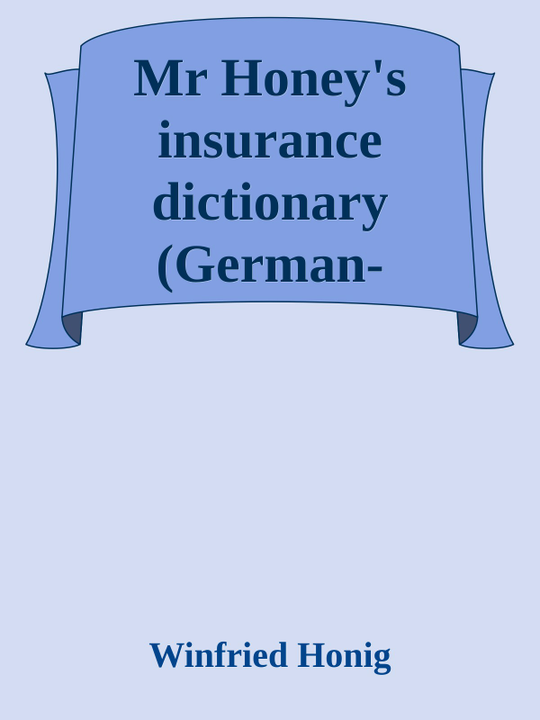 Mr Honey's
insurance
dictionary
(German-
Winfried Honig